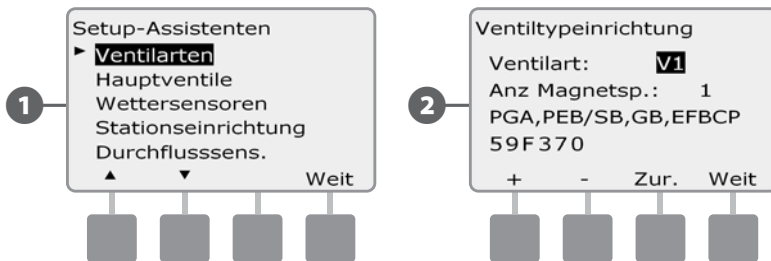 1
Setup-Assistenten
► Ventilarten
Hauptventile
Wettersensoren
Stationseinrichtung
Durchflusssens.
▲ ▼ Weit
2
Ventiltypeinrichtung
Ventilart: V1
Anz Magnetsp.: 1
PGA,PEB/SB,GB,EFBCP
59F370
+ - Zur. Weit